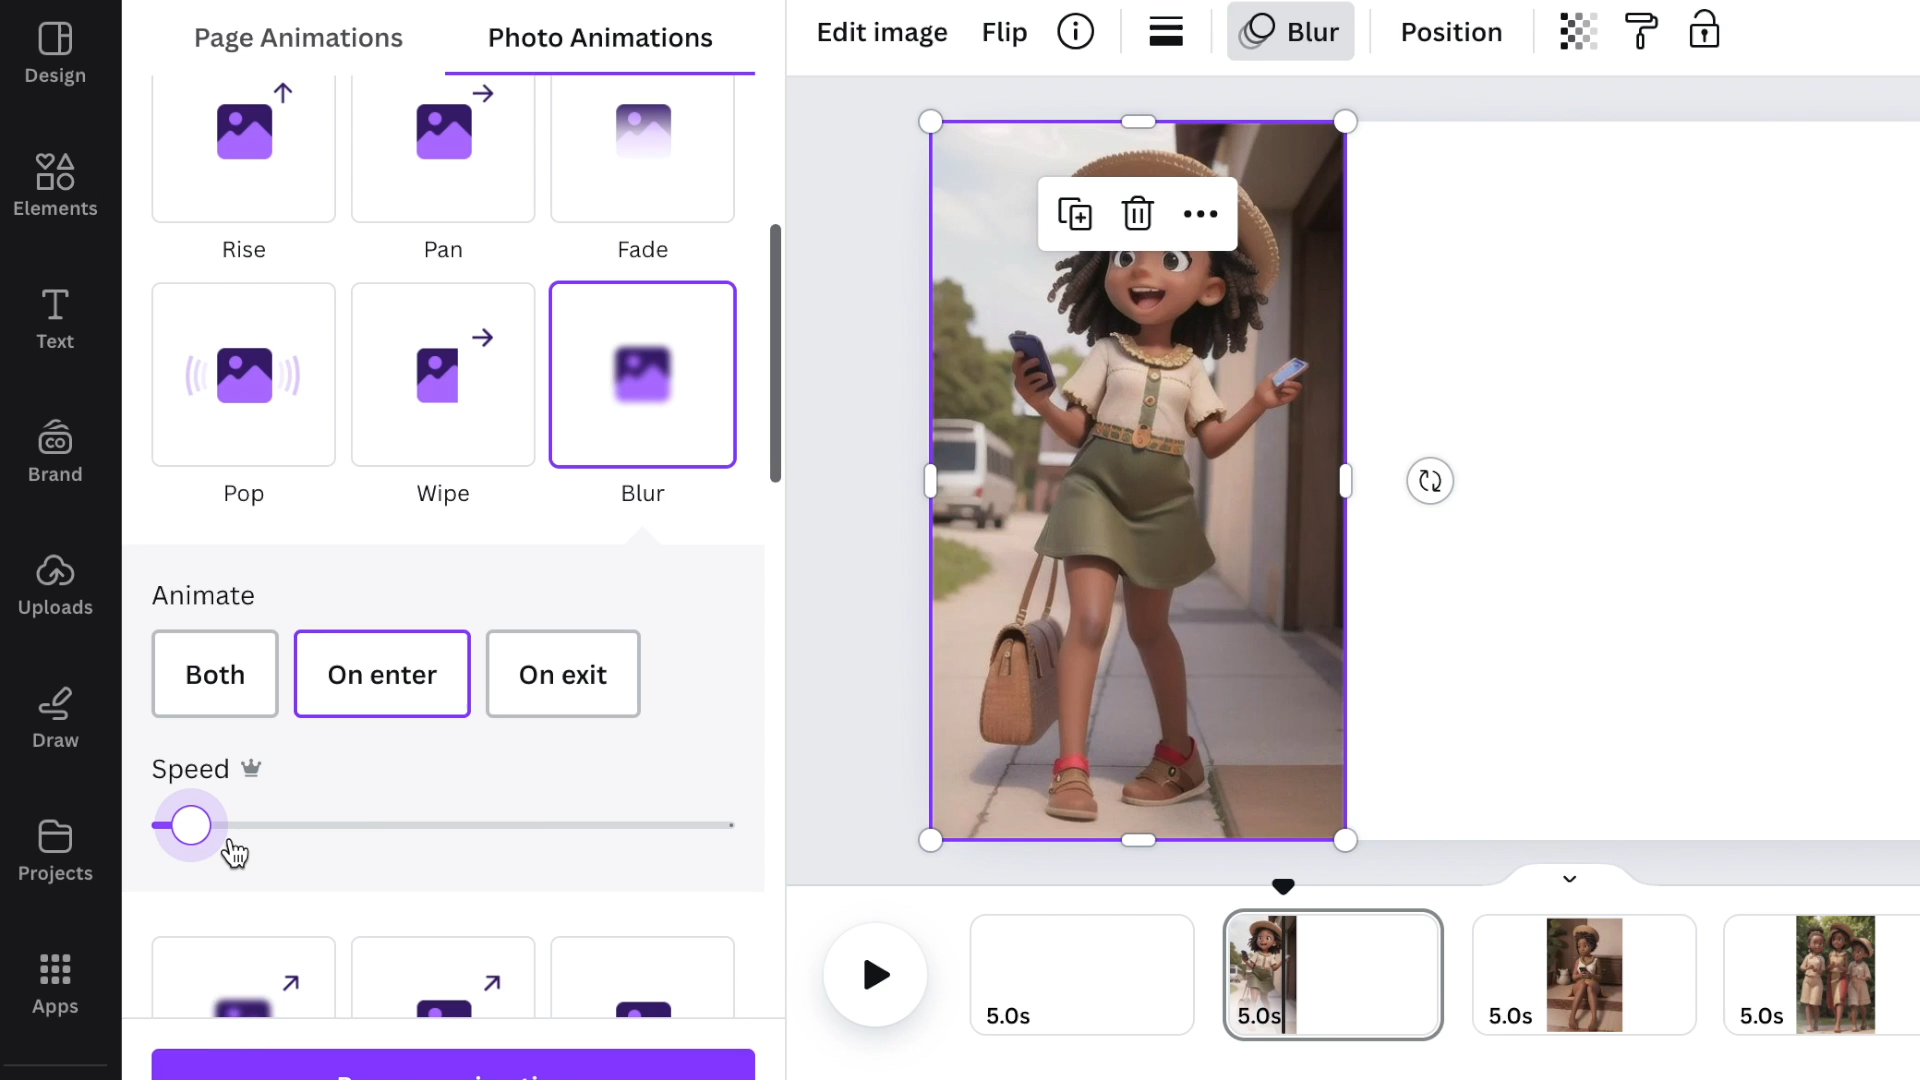 Design
Elements
Text
Brand
Uploads
Draw
Projects
Apps
Page Animations
Photo Animations
Rise
Pan
Fade
Pop
Wipe
Blur
Animate
Both
On enter
On exit
Speed
Edit image
Flip
Blur
Position
5.0s
5.0s
5.0s
5.0s